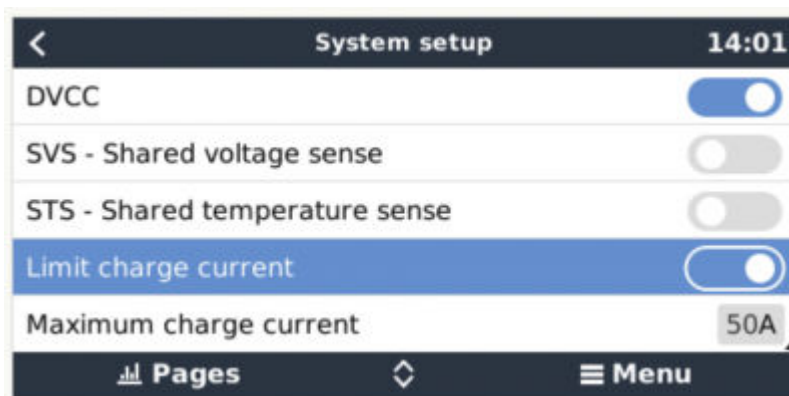 System setup 14:01
DVCC
SVS - Shared voltage sense
STS - Shared temperature sense
Limit charge current
Maximum charge current 50A
Pages Menu